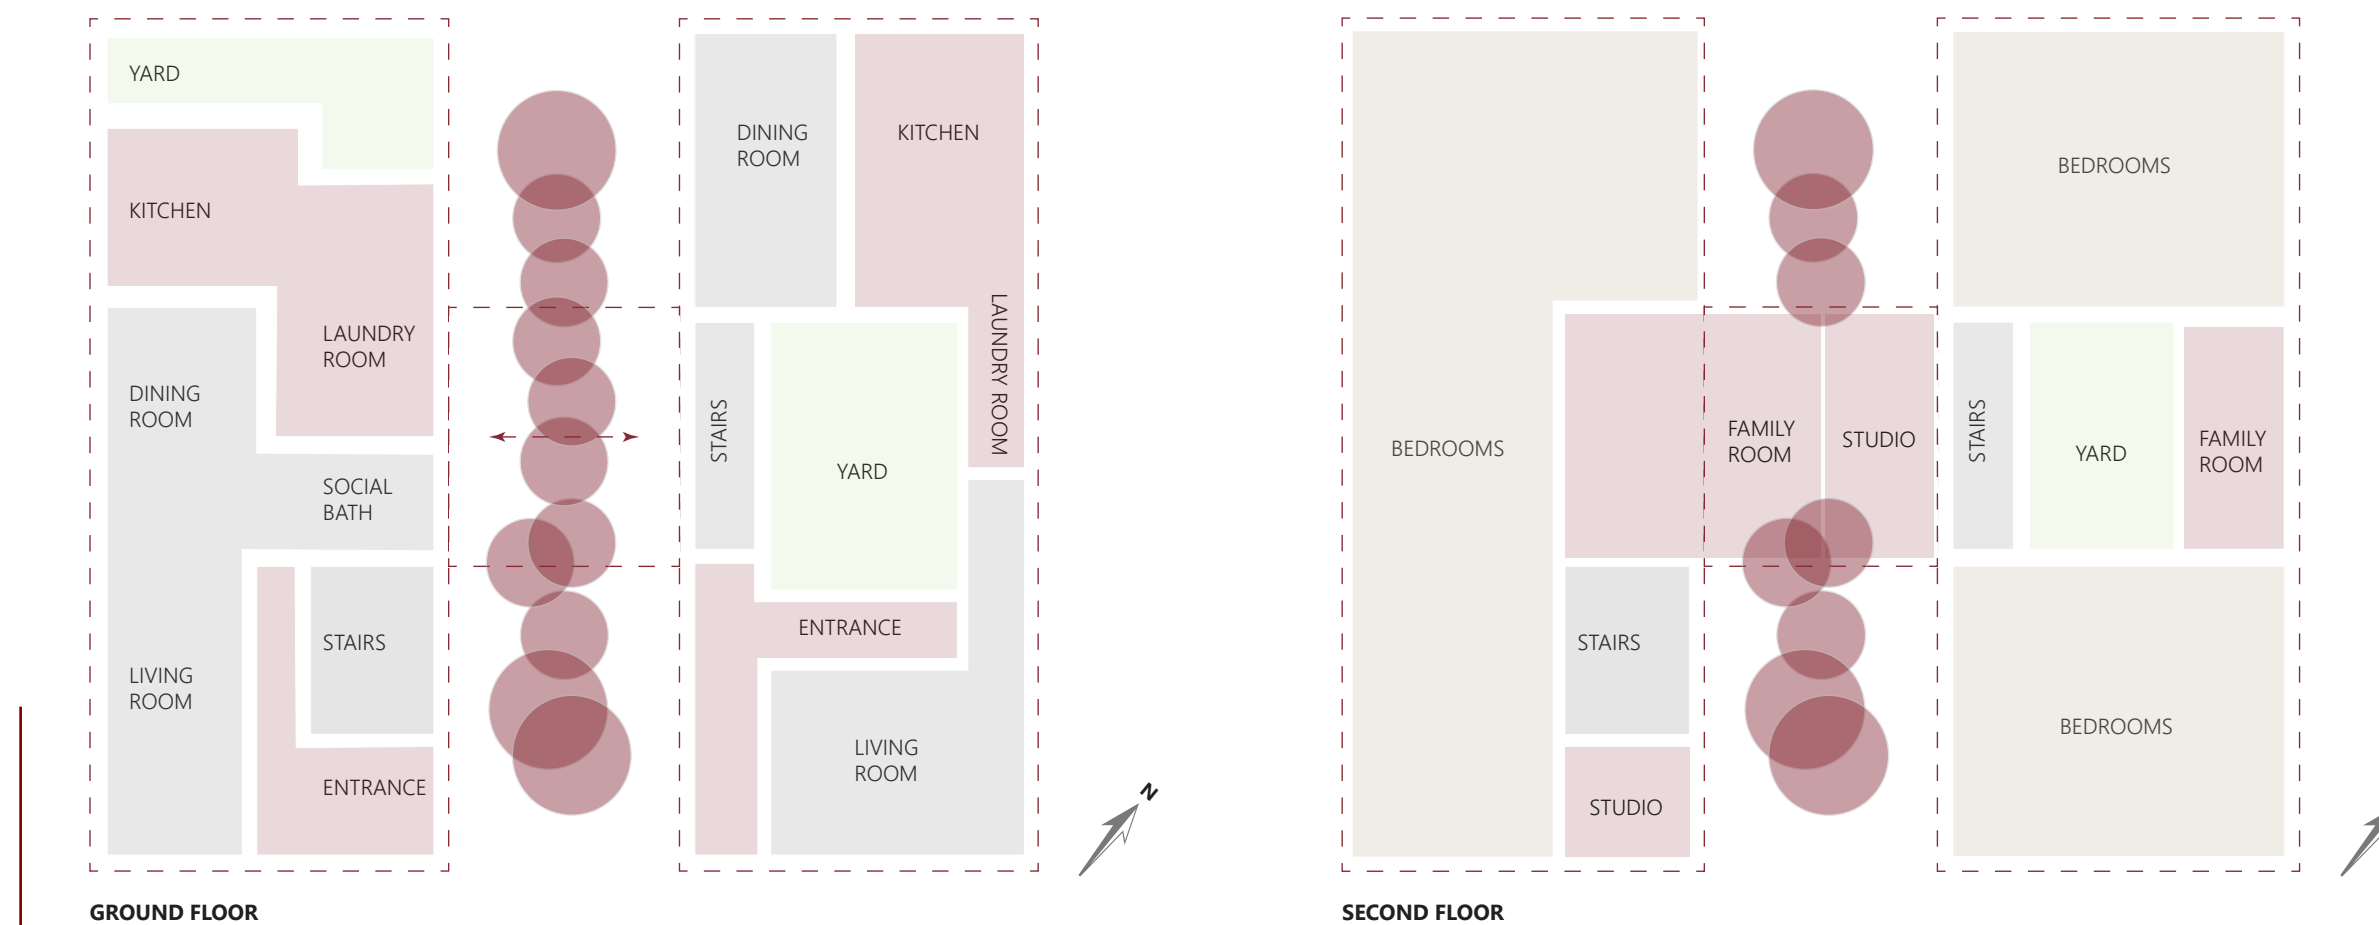 YARD
KITCHEN
LAUNDRY
ROOM
DINING
ROOM
SOCIAL
BATH
STAIRS
LIVING
ROOM
ENTRANCE
DINING
ROOM
KITCHEN
LAUNDRY ROOM
STAIRS
YARD
ENTRANCE
LIVING
ROOM
N
GROUND FLOOR
BEDROOMS
FAMILY
ROOM
STUDIO
STAIRS
STUDIO
BEDROOMS
STAIRS
YARD
FAMILY
ROOM
BEDROOMS
SECOND FLOOR